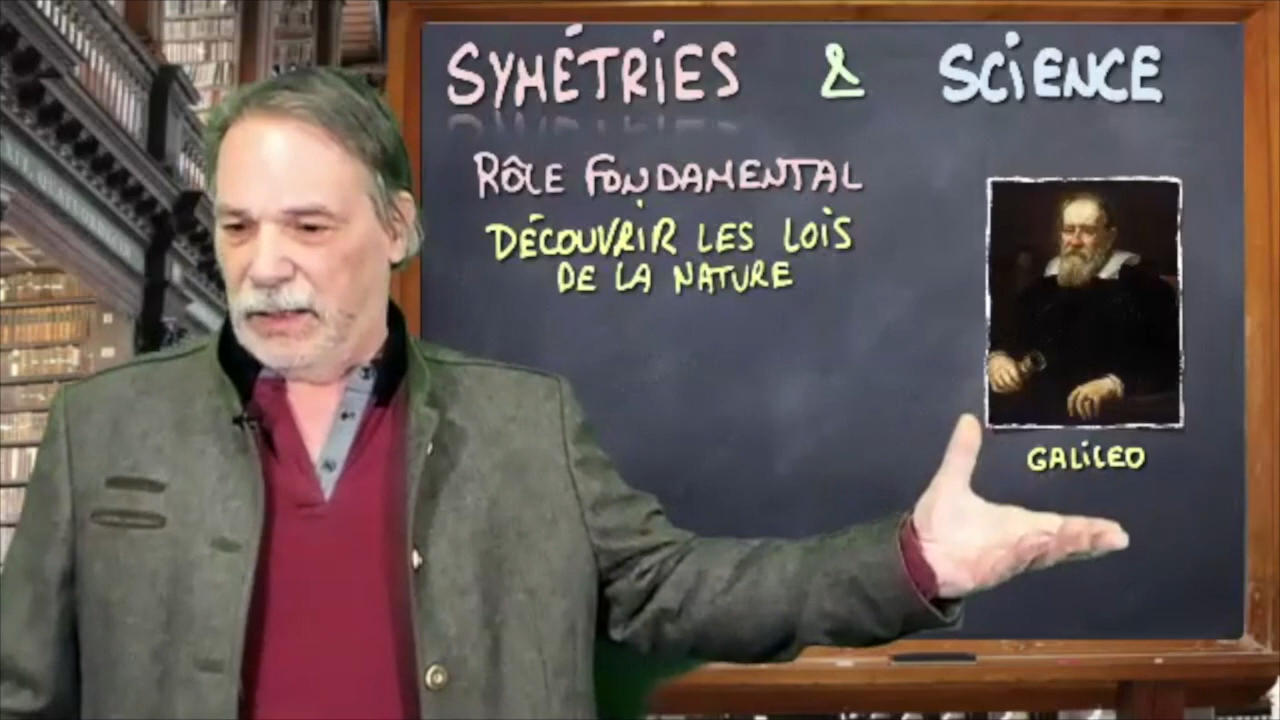 SYMÉTRIES & SCIENCE
RÔLE FONDAMENTAL
DÉCOUVRIR LES LOIS
DE LA NATURE
GALILEO